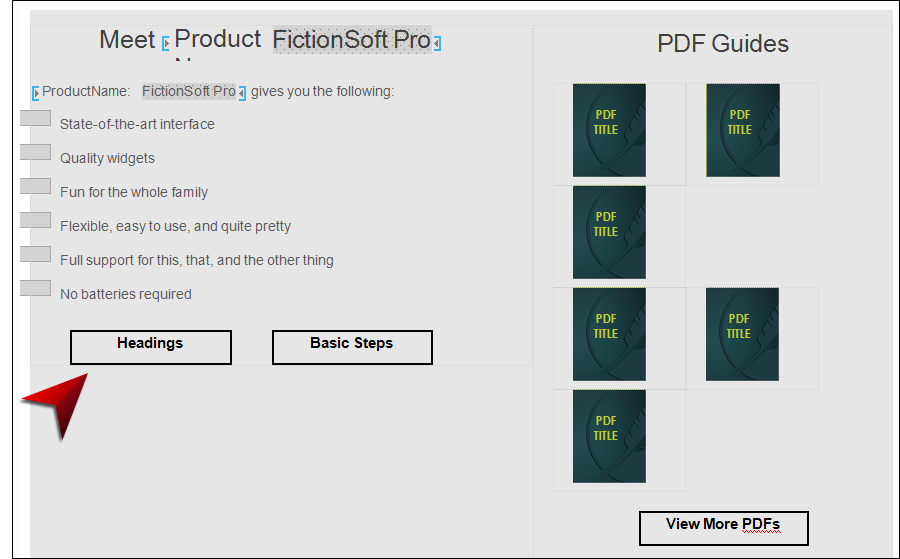 Meet Product FictionSoft Pro
ProductName: FictionSoft Pro gives you the following:
State-of-the-art interface
Quality widgets
Fun for the whole family
Flexible, easy to use, and quite pretty
Full support for this, that, and the other thing
No batteries required
Headings
Basic Steps
PDF Guides
PDF
TITLE
PDF
TITLE
PDF
TITLE
PDF
TITLE
PDF
TITLE
PDF
TITLE
View More PDFs